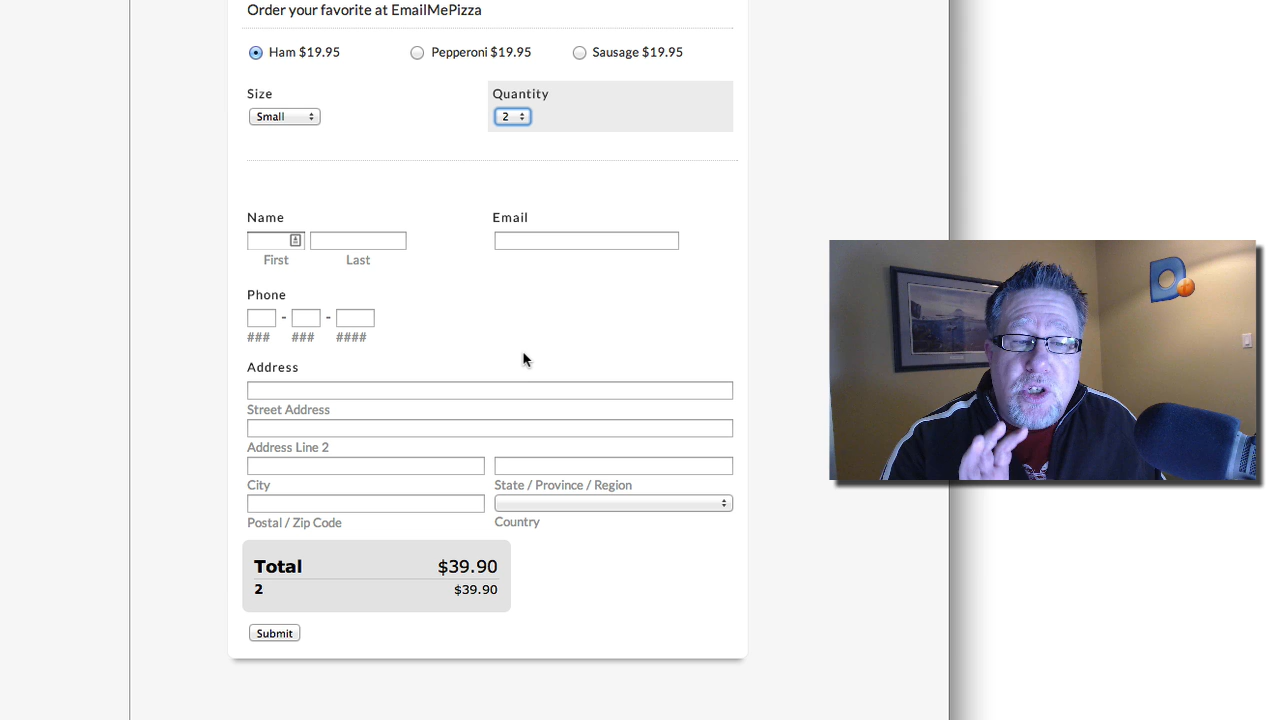 Order your favorite at EmailMePizza
Ham $19.95 Pepperoni $19.95 Sausage $19.95
Size Quantity
Small 2
Name Email
First Last
Phone
- -
### ### ####
Address
Street Address
Address Line 2
City State / Province / Region
Postal / Zip Code Country
Total $39.90
2 $39.90
Submit
D